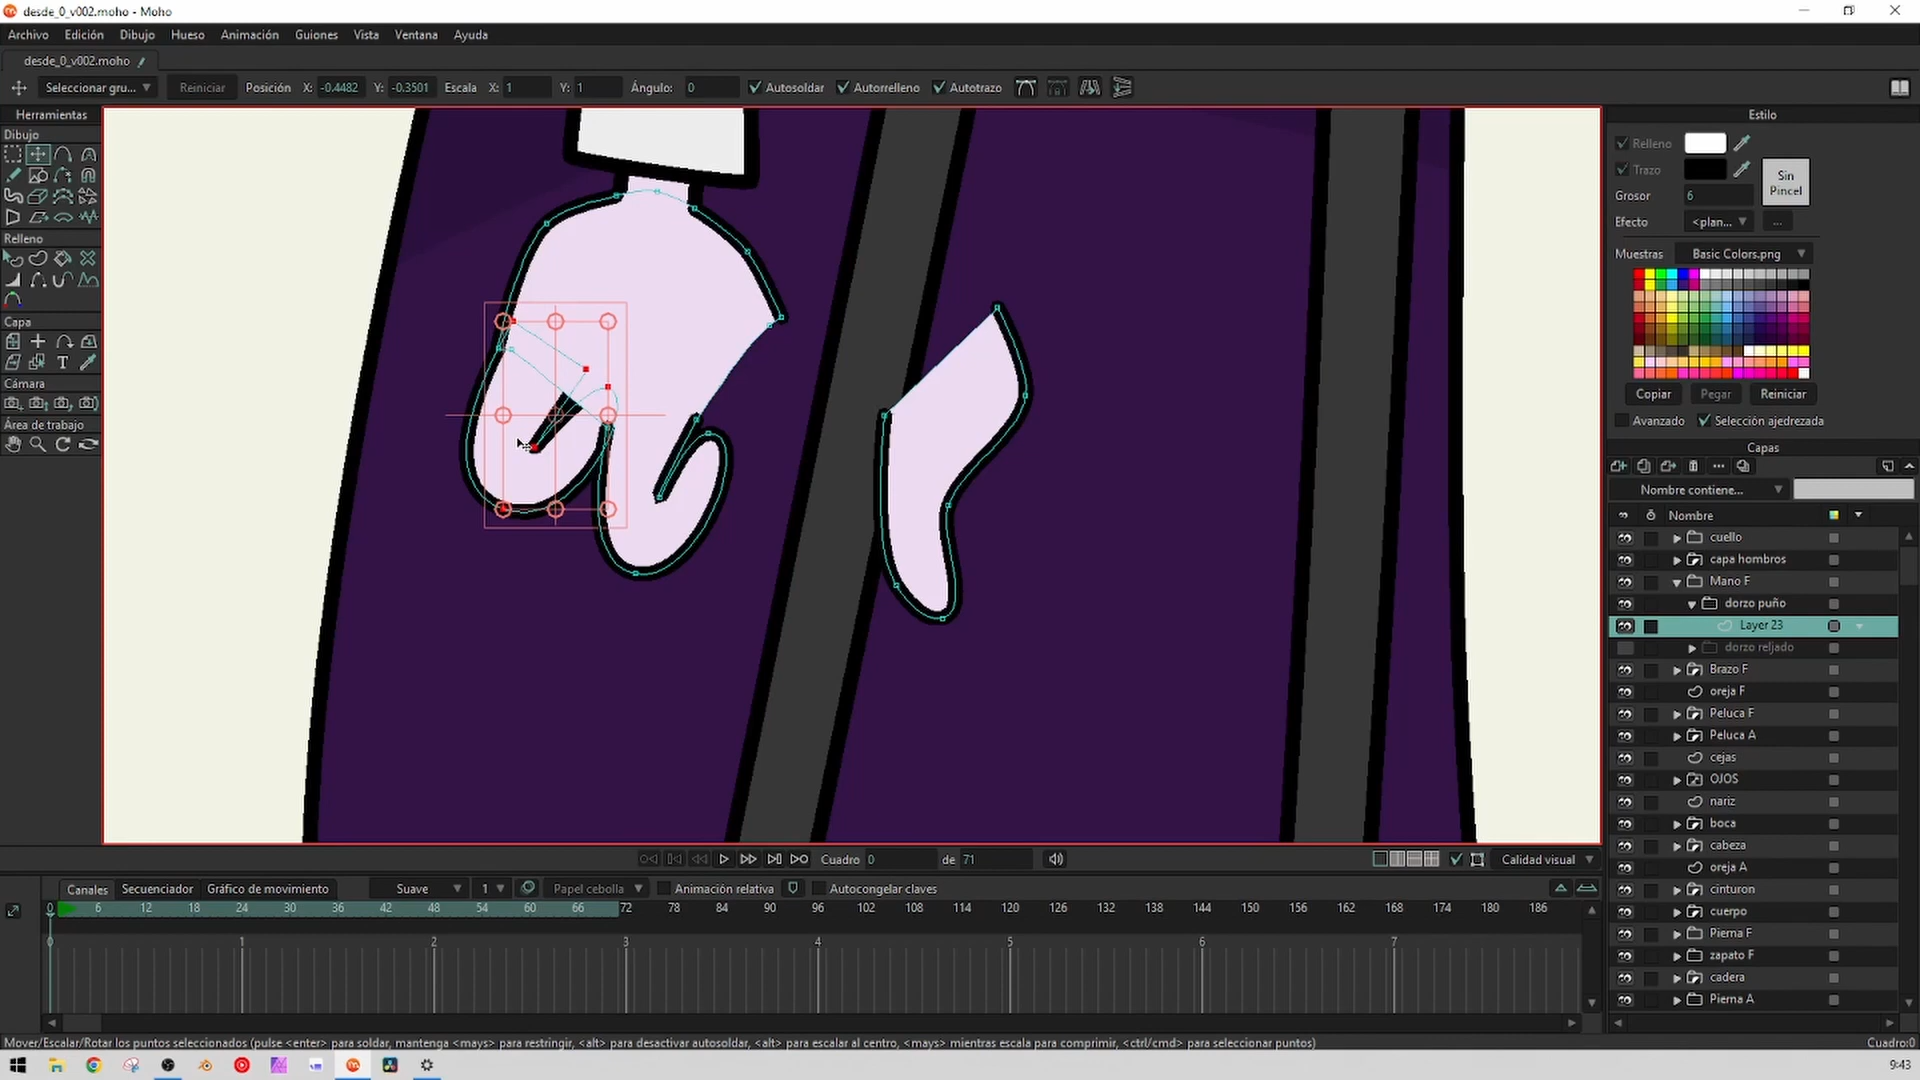 desde_0_v002.moho - Moho
Archivo Edición Dibujo Hueso Animación Guiones Vista Ventana Ayuda
desde_0_v002.moho
Seleccionar gru... Reiniciar Posición X: -0.4482 Y: -0.3501 Escala X: 1 Y: 1 Ángulo: 0 Autosoldar Autorrelleno Autotrazo
Herramientas
Dibujo
Relleno
Capa
T
Cámara
Área de trabajo
Estilo
Relleno
Trazo
Sin Pincel
Grosor 6
Efecto <plan... ...
Muestras Basic Colors.png
Copiar Pegar Reiniciar
Avanzado Selección ajedrezada
Capas
Nombre contiene...
Nombre
cuello
capa hombros
Mano F
dorzo puño
Layer 23
dorzo reljado
Brazo F
oreja F
Peluca F
Peluca A
cejas
OJOS
nariz
boca
cabeza
oreja A
cinturon
cuerpo
Pierna F
zapato F
cadera
Pierna A
Cuadro 0 de 71 Calidad visual
Canales Secuenciador Gráfico de movimiento Suave 1 Papel cebolla Animación relativa Autocongelar claves
0 6 12 18 24 30 36 42 48 54 60 66 72 78 84 90 96 102 108 114 120 126 132 138 144 150 156 162 168 174 180 186
0 1 2 3 4 5 6 7
Mover/Escalar/Rotar los puntos seleccionados (pulse <enter> para soldar, mantenga <mays> para restringir, <alt> para desactivar autosoldar, <alt> para escalar al centro, <mays> mientras escala para comprimir, <ctrl/cmd> para seleccionar puntos) Cuadro:0
9:43